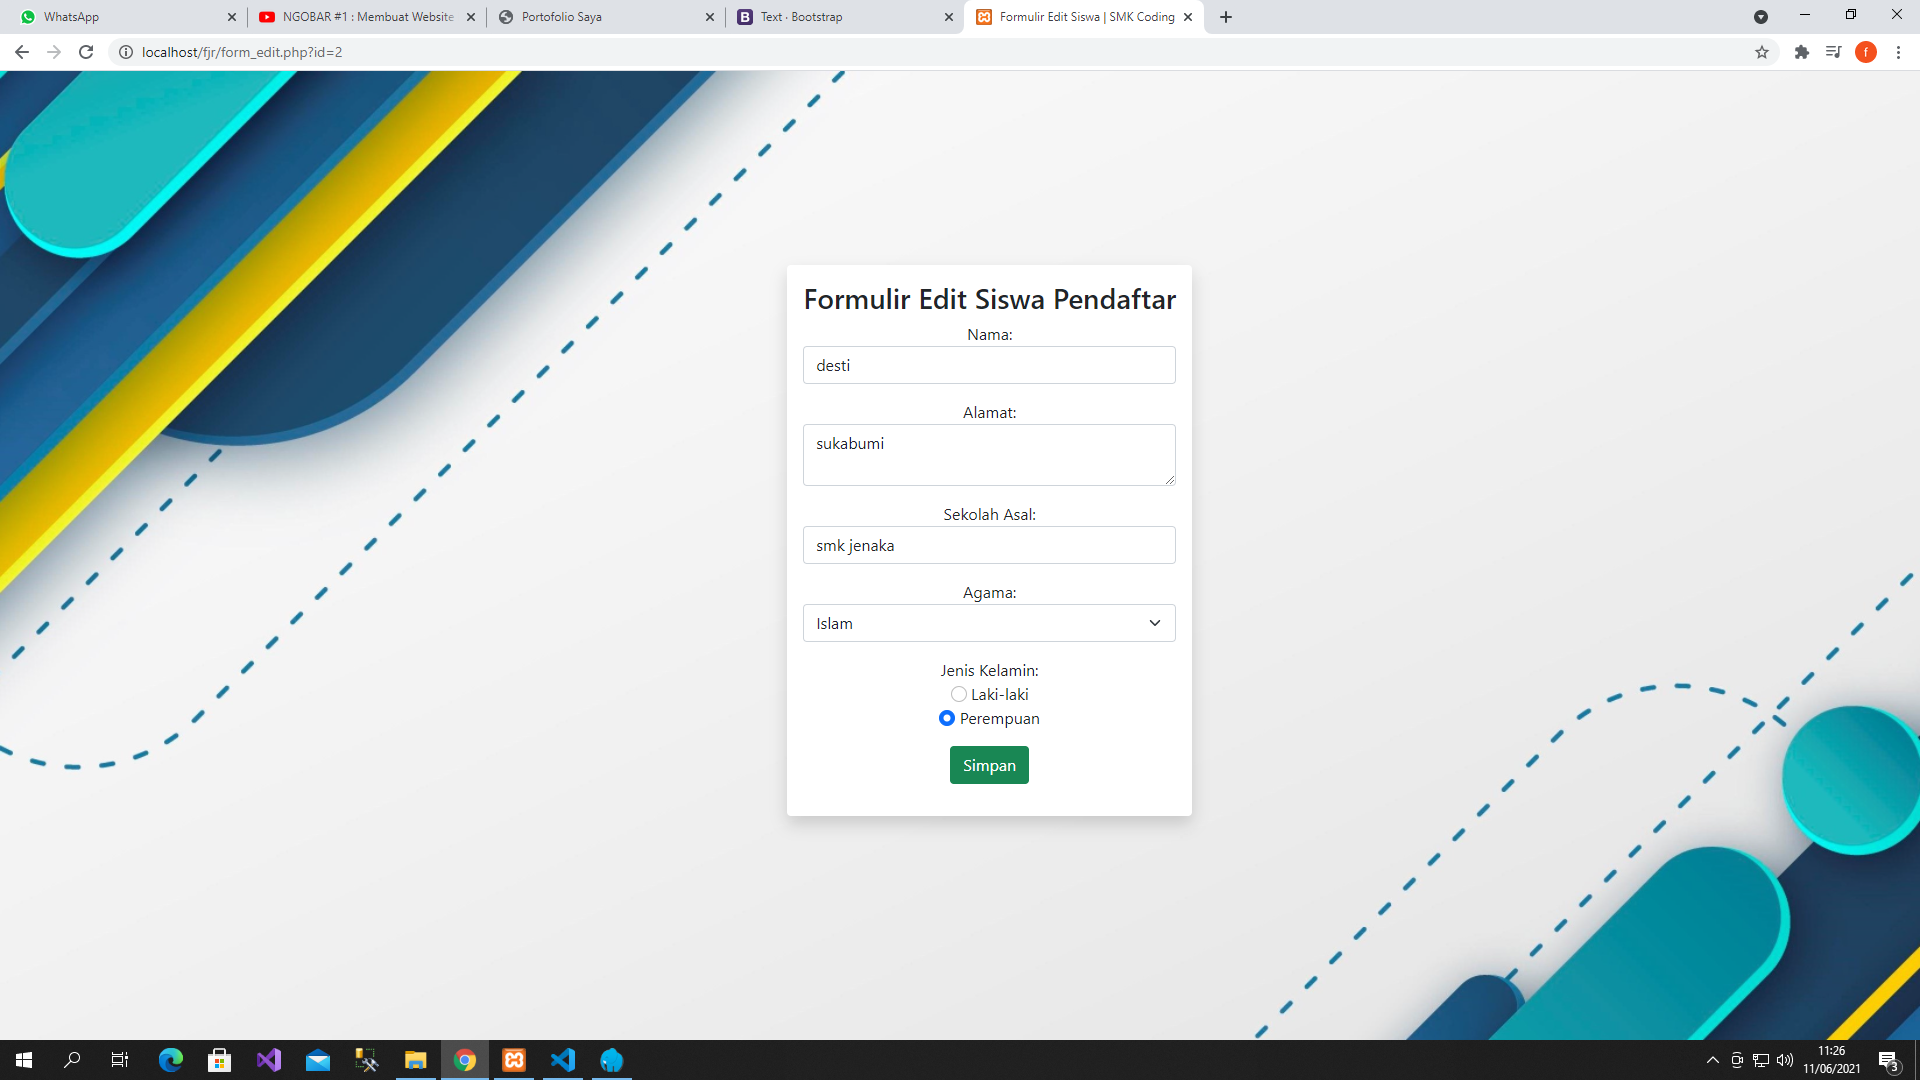 WhatsApp
NGOBAR #1 : Membuat Website
Portofolio Saya
Text · Bootstrap
Formulir Edit Siswa | SMK Coding
localhost/fjr/form_edit.php?id=2
f
Formulir Edit Siswa Pendaftar
Nama:
desti
Alamat:
sukabumi
Sekolah Asal:
smk jenaka
Agama:
Islam
Jenis Kelamin:
Laki-laki
Perempuan
Simpan
11:26
11/06/2021
3